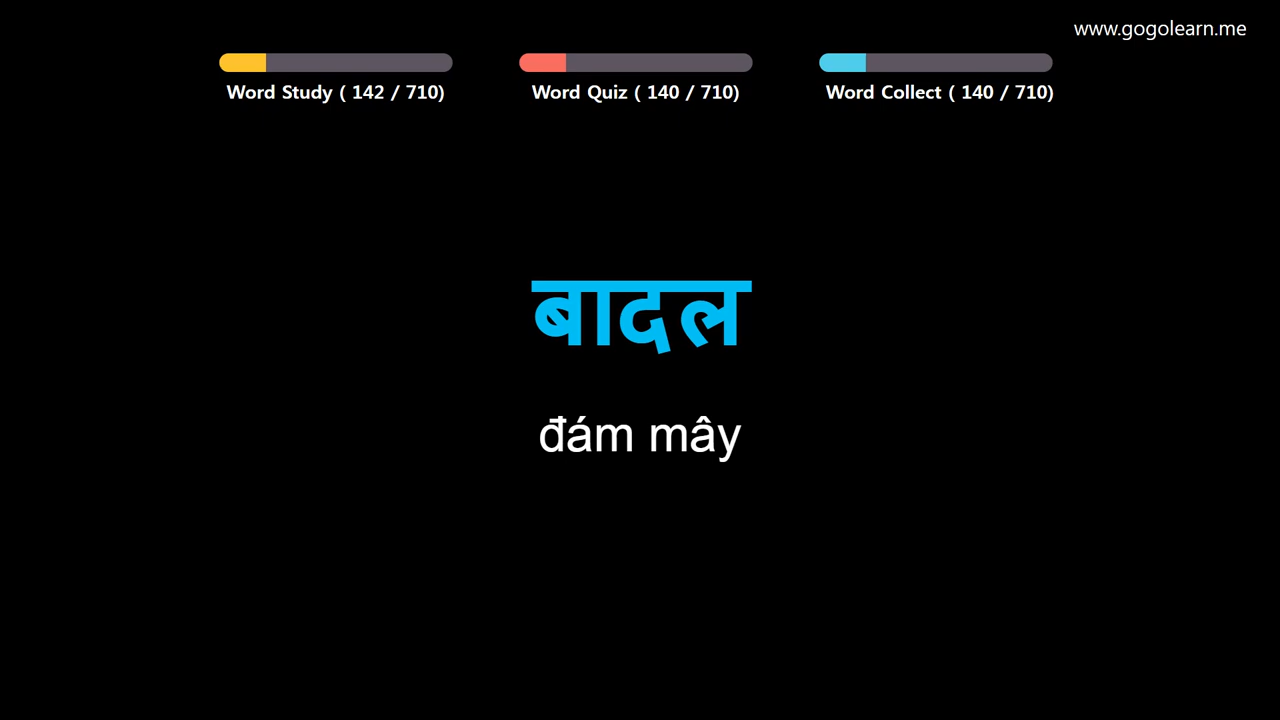 www.gogolearn.me
Word Study ( 142 / 710)
Word Quiz ( 140 / 710)
Word Collect ( 140 / 710)
बादल
đám mây